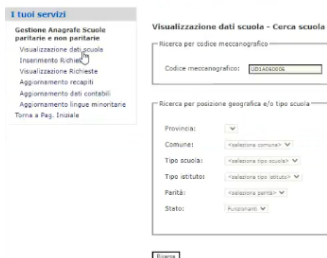 I tuoi servizi
Gestione Anagrafe Scuole
paritarie e non paritarie
Visualizzazione dati scuola
Inserimento Richieste
Visualizzazione Richieste
Aggiornamento recapiti
Aggiornamento dati contabili
Aggiornamento lingue minoritarie
Torna a Pag. Iniziale
Visualizzazione dati scuola - Cerca scuola
Ricerca per codice meccanografico
Codice meccanografico:
Ricerca per posizione geografica e/o tipo scuola
Provincia:
Comune: <seleziona comune>
Tipo scuola: <seleziona tipo scuola>
Tipo istituto: <seleziona tipo istituto>
Parità: <seleziona parità>
Stato: Funzionanti
Ricerca